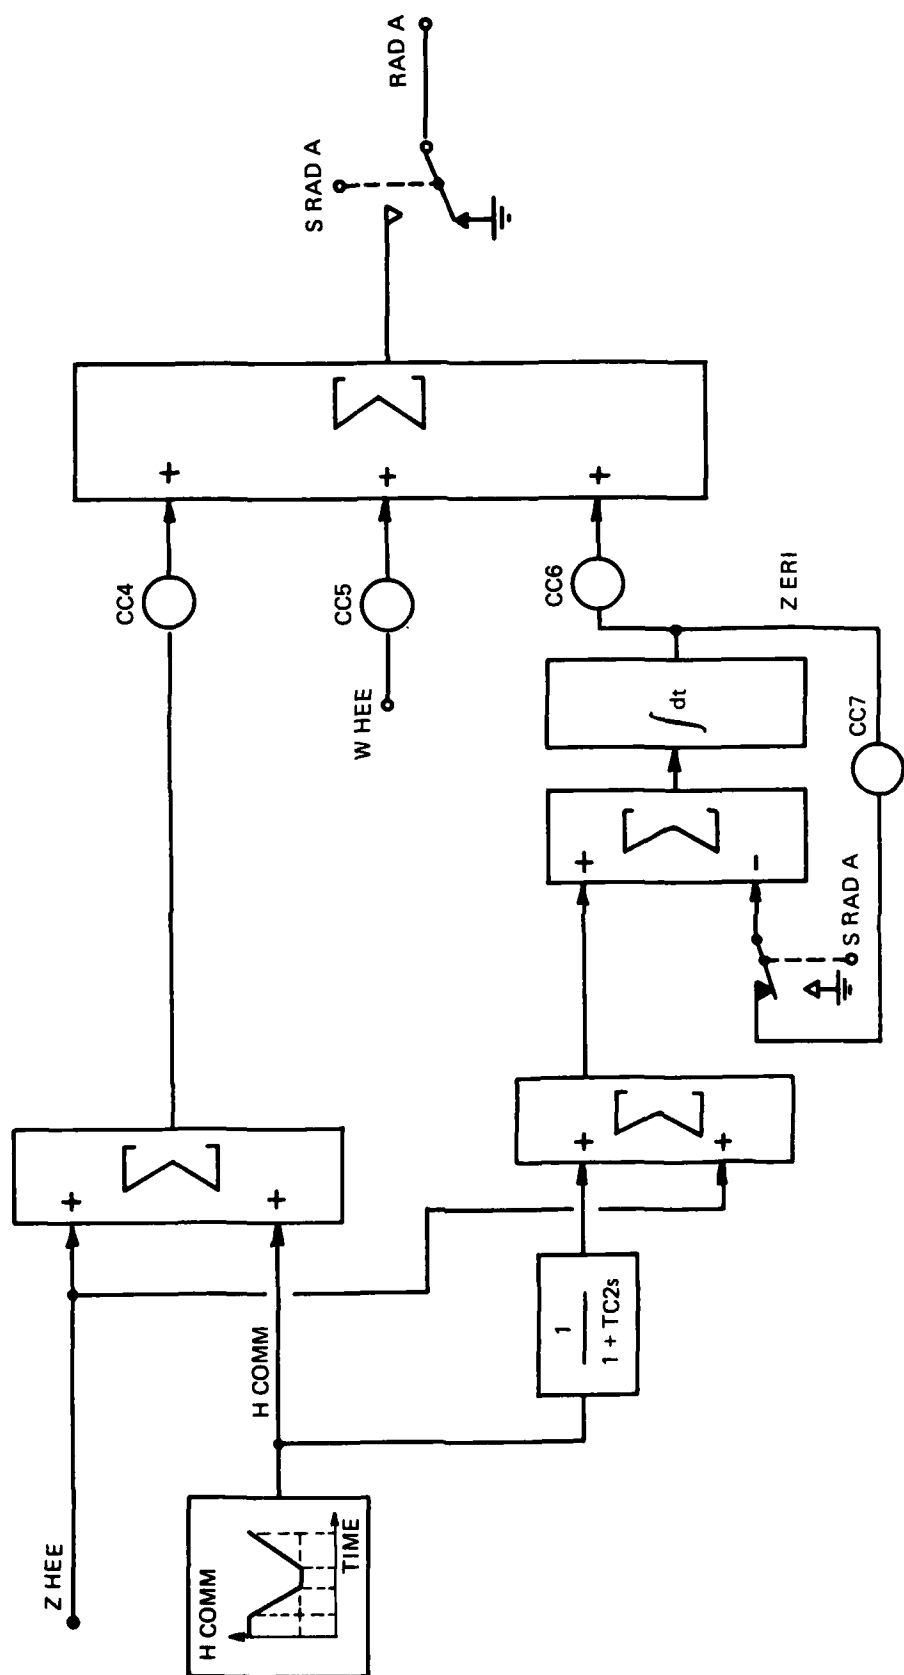 Z HEE
H COMM
TIME
H COMM
+
+
Σ
1
1 + TC2s
+
+
Σ
CC4
W HEE
CC5
S RAD A
+
-
Σ
∫ dt
CC7
Z ERI
CC6
+
+
+
Σ
S RAD A
RAD A